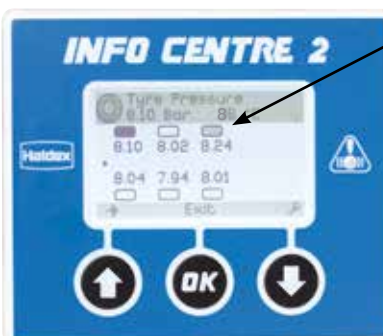 INFO CENTRE 2
Tyre Pressure
8.10 Bar
8.10 8.02 8.24
Haldex
8.04 7.94 8.01
Exit
OK